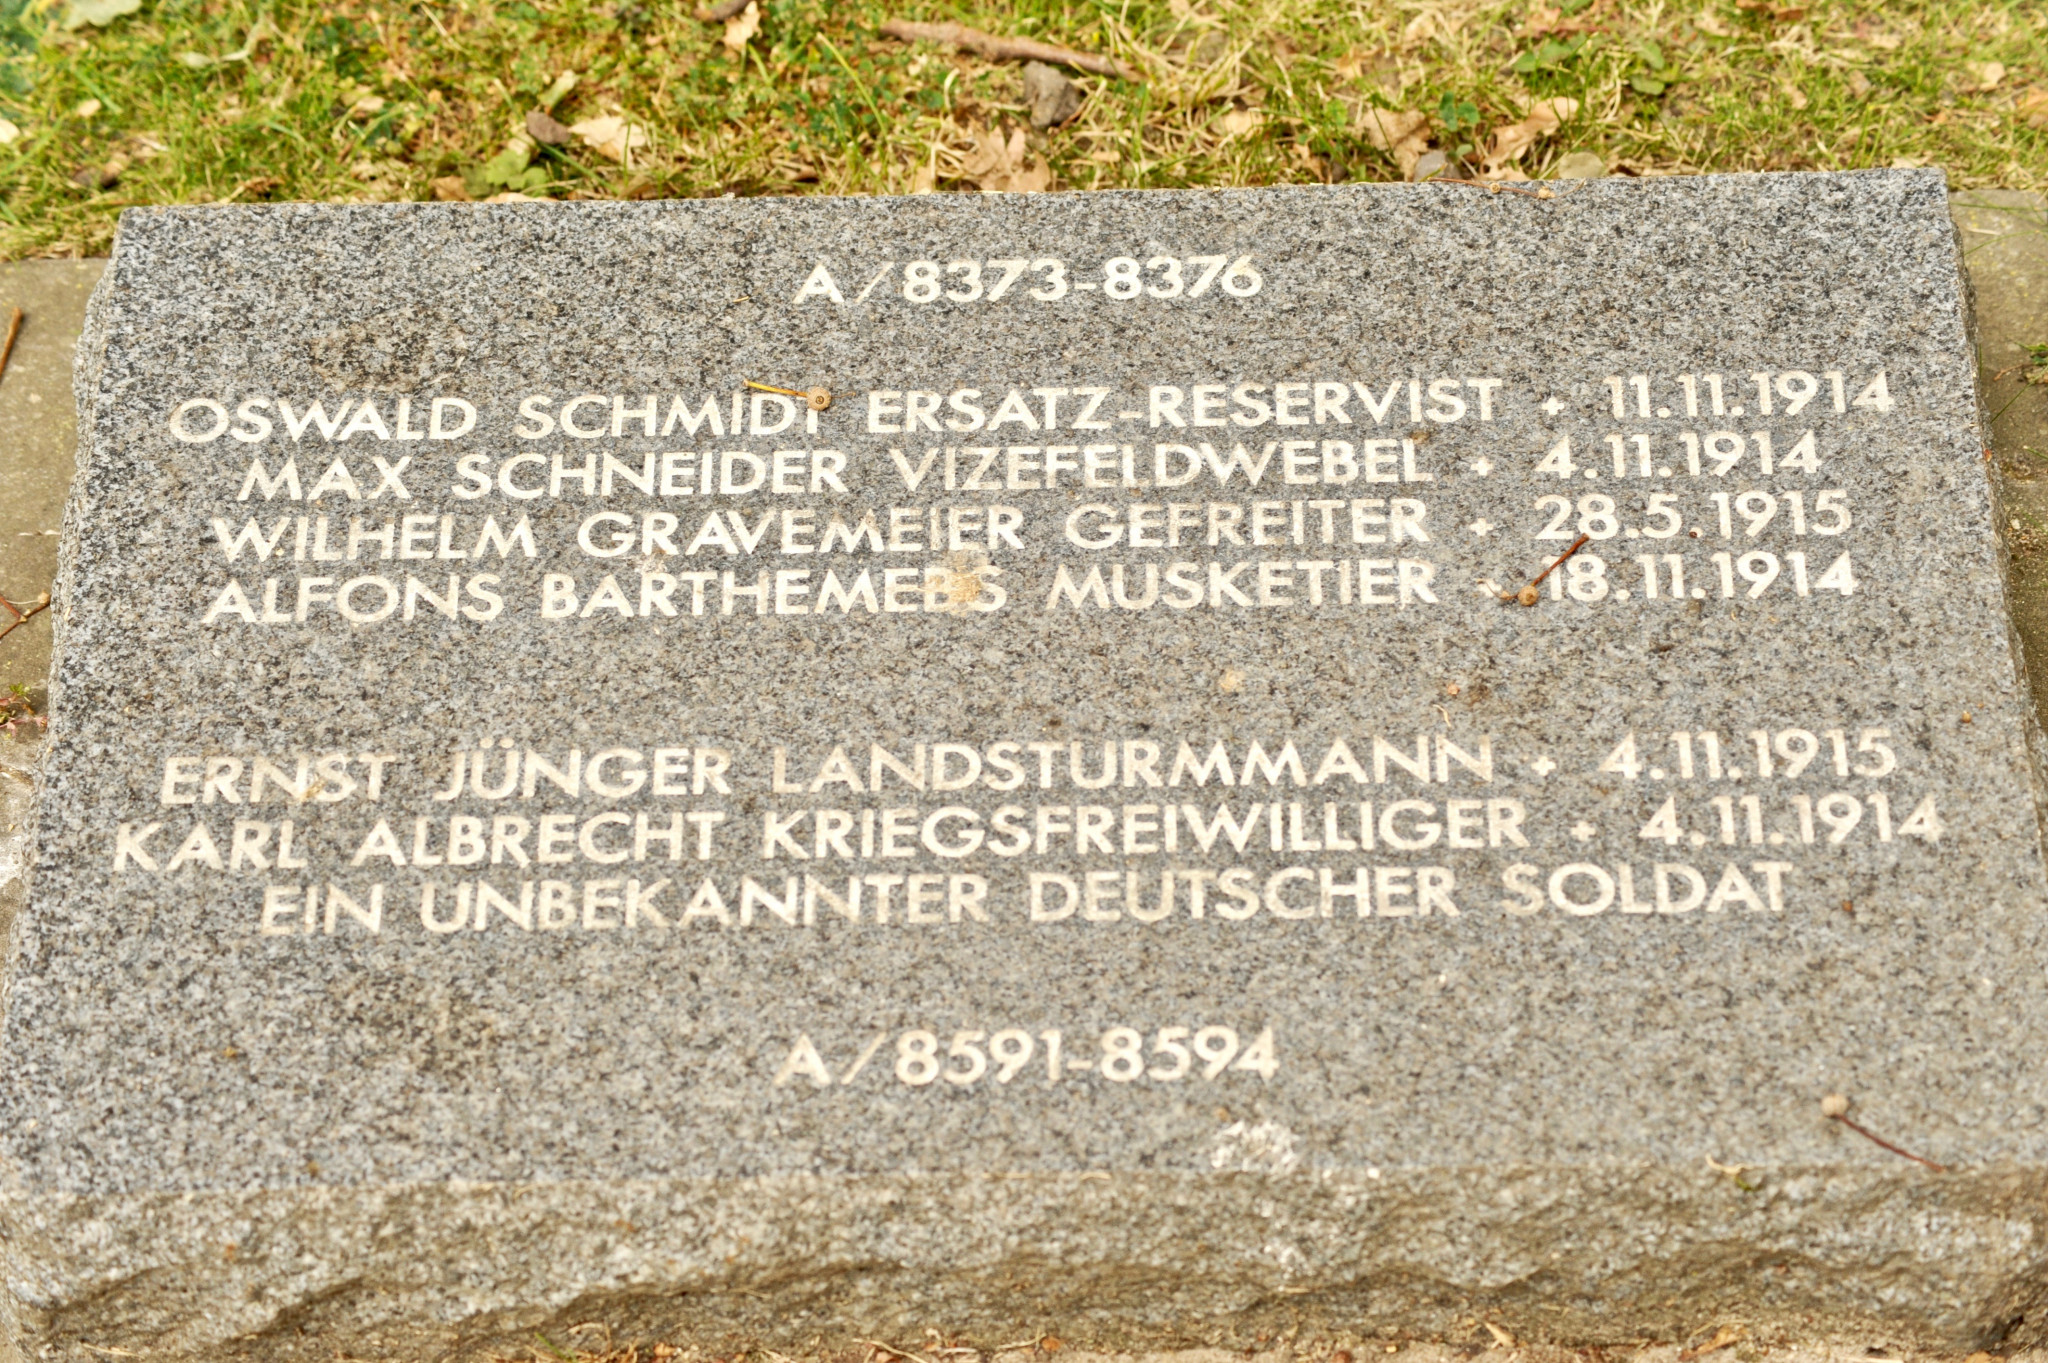 A/8373-8376
OSWALD SCHMIDT ERSATZ-RESERVIST + 11.11.1914
MAX SCHNEIDER VIZEFELDWEBEL + 4.11.1914
WILHELM GRAVEMEIER GEFREITER + 28.5.1915
ALFONS MUSKETIER + 18.11.1914
ERNST JÜNGER LANDSTURMMANN + 4.11.1915
KARL ALBRECHT KRIEGSFREIWILLIGER + 4.11.1914
EIN UNBEKANNTER DEUTSCHER SOLDAT
A/8591-8594